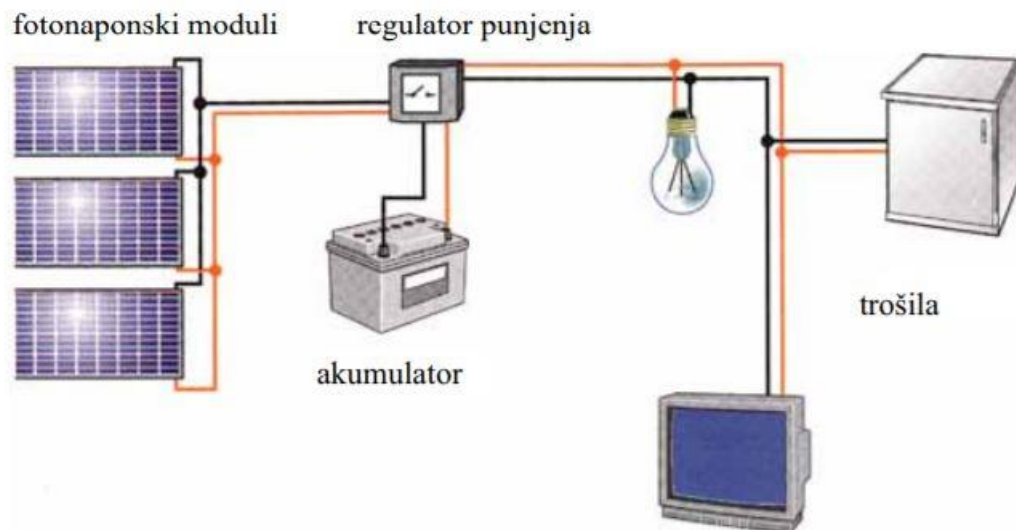 fotonaponski moduli
regulator punjenja
akumulator
trošila